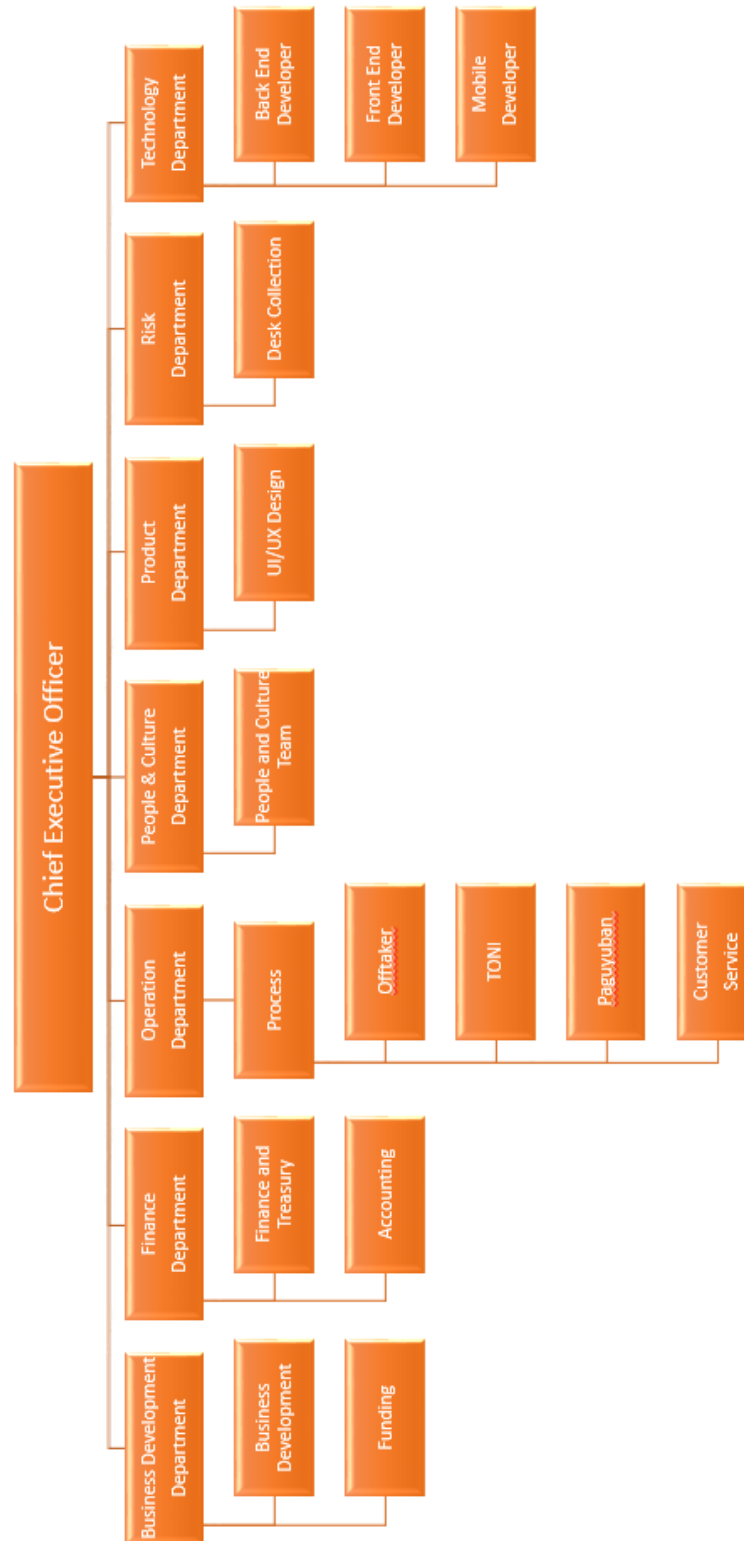 Chief Executive Officer
Business Development
Department
Finance
Department
Operation
Department
People & Culture
Department
Product
Department
Risk
Department
Technology
Department
Business
Development
Finance and
Treasury
Process
People and Culture
Team
UI/UX Design
Desk Collection
Back End
Developer
Funding
Accounting
Offtaker
Front End
Developer
TONI
Mobile
Developer
Paguyuban
Customer
Service